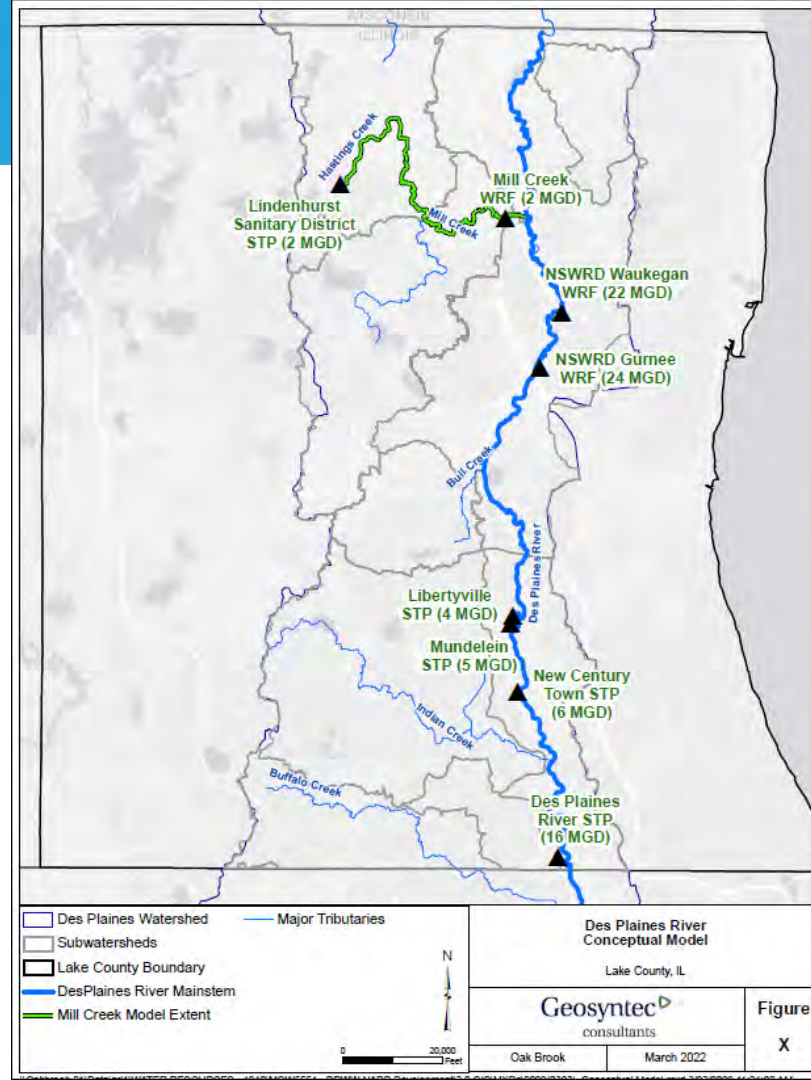 WISCONSIN
ILLINOIS
Hastings Creek
Lindenhurst
Sanitary District
STP (2 MGD)
Mill Creek
WRF (2 MGD)
Mill Creek
NSWRD Waukegan
WRF (22 MGD)
NSWRD Gurnee
WRF (24 MGD)
Bull Creek
Des Plaines River
Libertyville
STP (4 MGD)
Mundelein
STP (5 MGD)
New Century
Town STP
(6 MGD)
Indian Creek
Buffalo Creek
Des Plaines
River STP
(16 MGD)
Des Plaines Watershed
Major Tributaries
Subwatersheds
Lake County Boundary
DesPlaines River Mainstem
Mill Creek Model Extent
N
0 20,000
Feet
Des Plaines River
Conceptual Model
Lake County, IL
Geosyntec
consultants
Figure
X
Oak Brook
March 2022